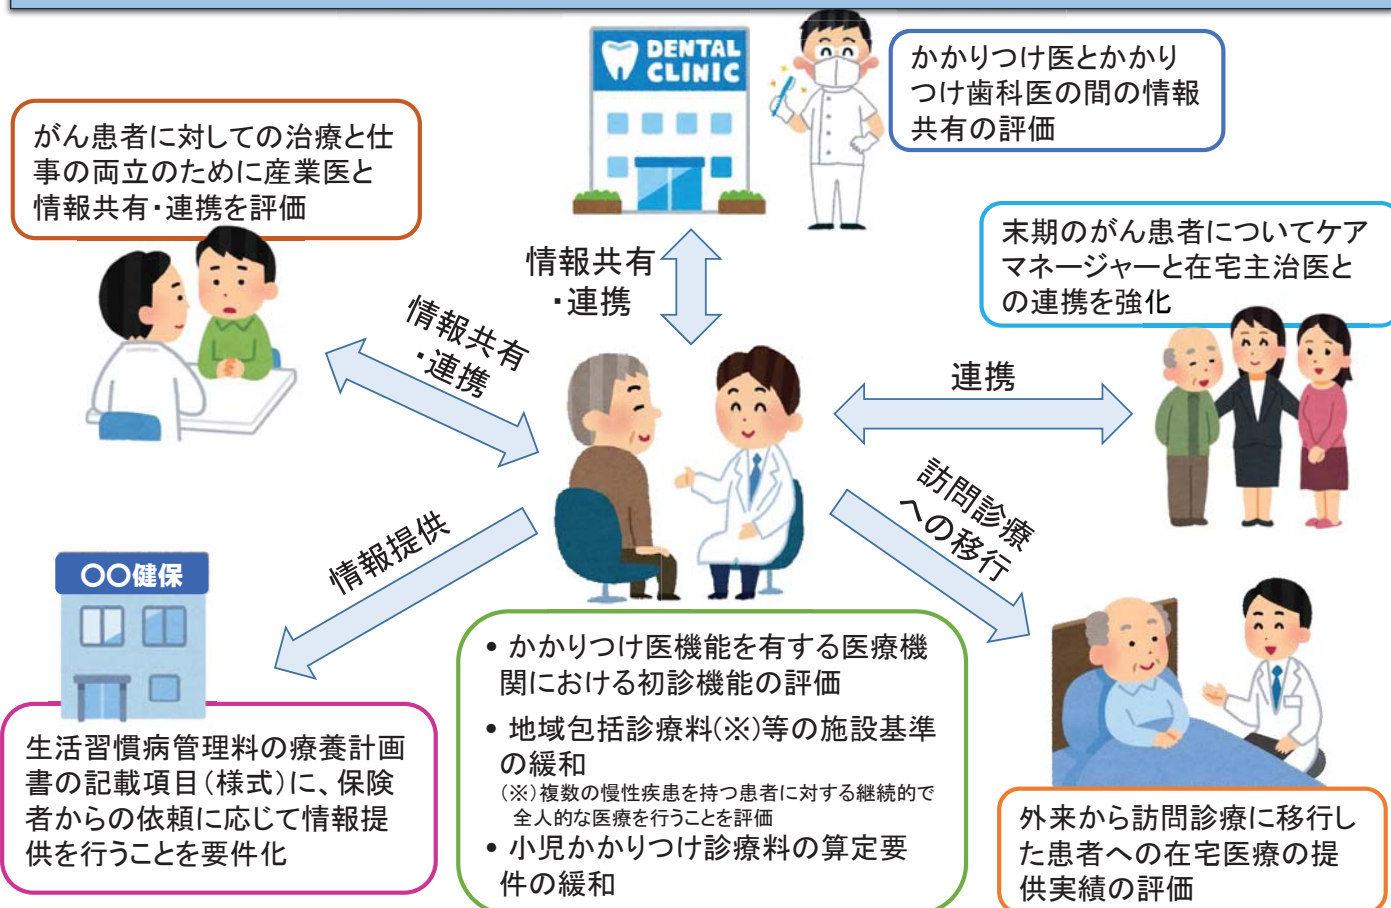 DENTAL
CLINIC
かかりつけ医とかかり
つけ歯科医の間の情報
共有の評価
がん患者に対しての治療と仕
事の両立のために産業医と
情報共有・連携を評価
末期のがん患者についてケア
マネージャーと在宅主治医と
の連携を強化
情報共有
・連携
情報共有
・連携
連携
訪問診療
への移行
情報提供
〇〇健保
生活習慣病管理料の療養計画
書の記載項目(様式)に、保険
者からの依頼に応じて情報提
供を行うことを要件化
• かかりつけ医機能を有する医療機
関における初診機能の評価
• 地域包括診療料(※)等の施設基準
の緩和
(※)複数の慢性疾患を持つ患者に対する継続的で
全人的な医療を行うことを評価
• 小児かかりつけ診療料の算定要
件の緩和
外来から訪問診療に移行し
た患者への在宅医療の提
供実績の評価